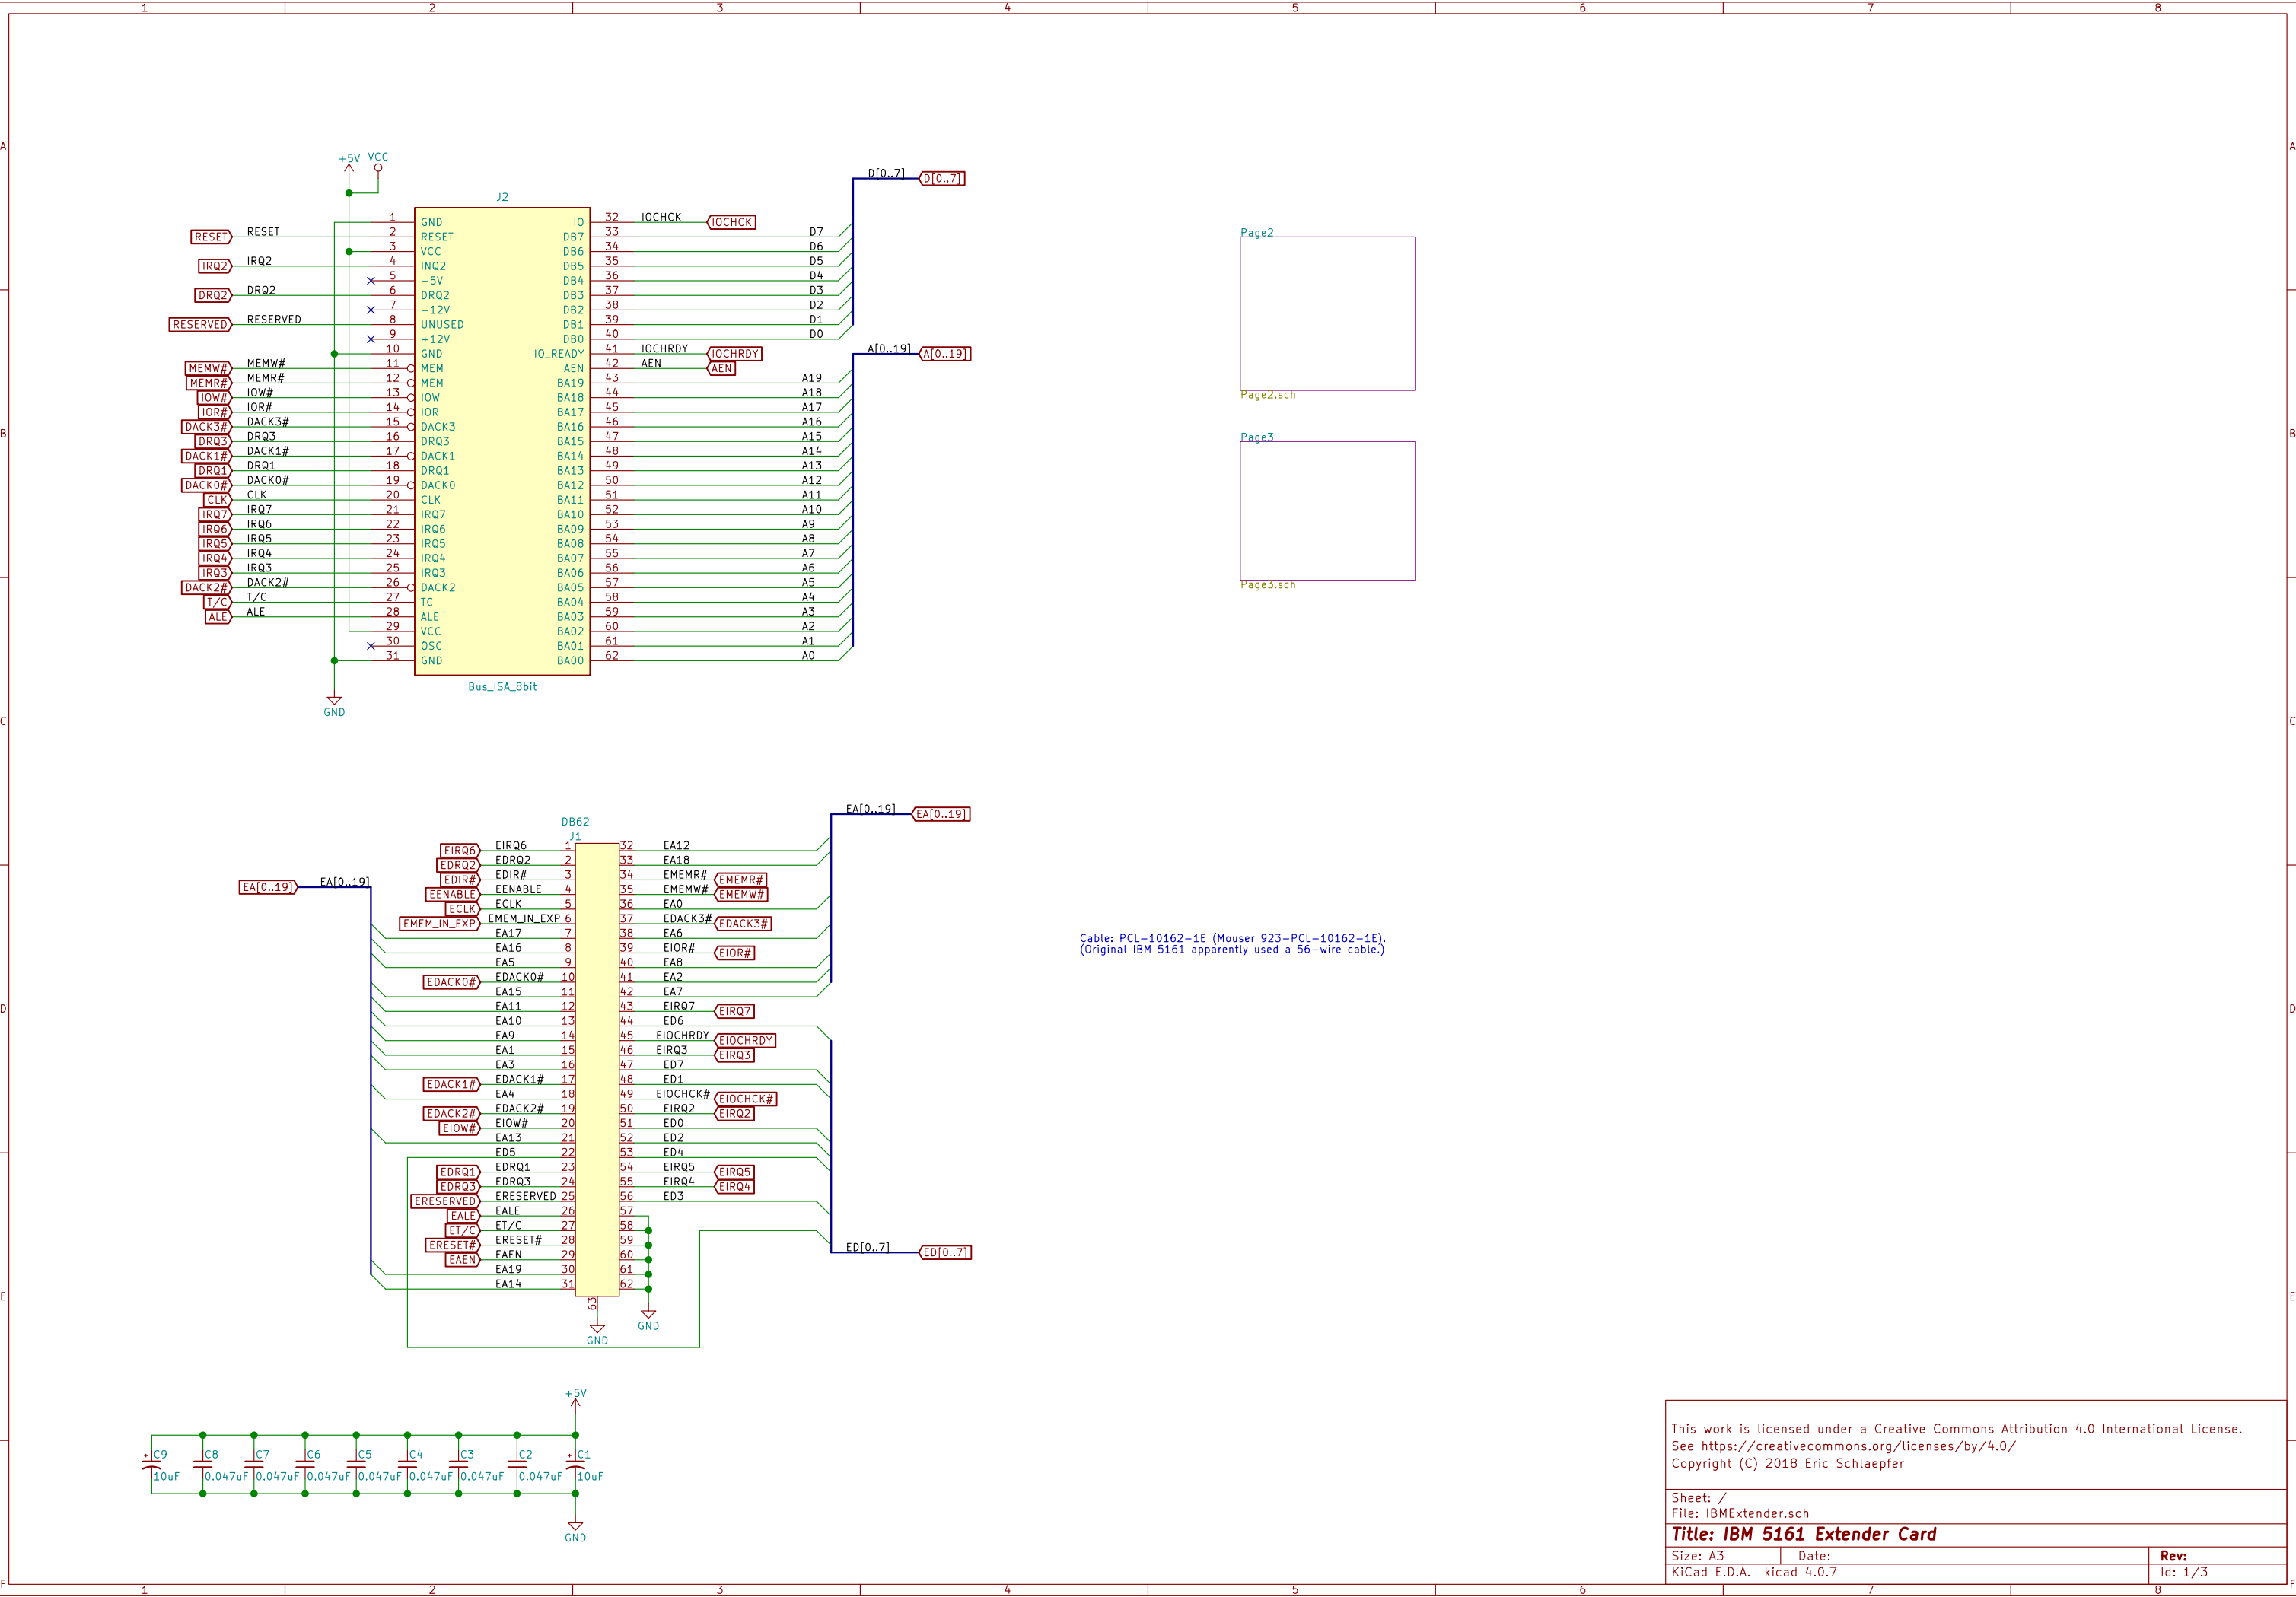 1 2 3 4 5 6 7 8
A A
B B
C C
D D
E E
F F
+5V VCC
J2
1 GND IO 32 IOCHCK IOCHCK
RESET RESET 2 RESET DB7 33 D7
3 VCC DB6 34 D6
IRQ2 IRQ2 4 INQ2 DB5 35 D5
5 -5V DB4 36 D4
DRQ2 DRQ2 6 DRQ2 DB3 37 D3
7 -12V DB2 38 D2
RESERVED RESERVED 8 UNUSED DB1 39 D1
9 +12V DB0 40 D0
10 GND IO_READY 41 IOCHRDY IOCHRDY
MEMW# MEMW# 11 MEM AEN 42 AEN AEN
MEMR# MEMR# 12 MEM BA19 43 A19
IOW# IOW# 13 IOW BA18 44 A18
IOR# IOR# 14 IOR BA17 45 A17
DACK3# DACK3# 15 DACK3 BA16 46 A16
DRQ3 DRQ3 16 DRQ3 BA15 47 A15
DACK1# DACK1# 17 DACK1 BA14 48 A14
DRQ1 DRQ1 18 DRQ1 BA13 49 A13
DACK0# DACK0# 19 DACK0 BA12 50 A12
CLK CLK 20 CLK BA11 51 A11
IRQ7 IRQ7 21 IRQ7 BA10 52 A10
IRQ6 IRQ6 22 IRQ6 BA09 53 A9
IRQ5 IRQ5 23 IRQ5 BA08 54 A8
IRQ4 IRQ4 24 IRQ4 BA07 55 A7
IRQ3 IRQ3 25 IRQ3 BA06 56 A6
DACK2# DACK2# 26 DACK2 BA05 57 A5
T/C T/C 27 TC BA04 58 A4
ALE ALE 28 ALE BA03 59 A3
29 VCC BA02 60 A2
30 OSC BA01 61 A1
31 GND BA00 62 A0
Bus_ISA_8bit
GND
D[0..7] D[0..7]
A[0..19] A[0..19]
Page2
Page2.sch
Page3
Page3.sch
DB62
J1
EA[0..19] EA[0..19]
EA[0..19] EA[0..19]
EIRQ6 EIRQ6 1 32 EA12
EDRQ2 EDRQ2 2 33 EA18
EDIR# EDIR# 3 34 EMEMR# EMEMR#
EENABLE EENABLE 4 35 EMEMW# EMEMW#
ECLK ECLK 5 36 EA0
EMEM_IN_EXP EMEM_IN_EXP 6 37 EDACK3# EDACK3#
EA17 7 38 EA6
EA16 8 39 EIOR# EIOR#
EA5 9 40 EA8
EDACK0# EDACK0# 10 41 EA2
EA15 11 42 EA7
EA11 12 43 EIRQ7 EIRQ7
EA10 13 44 ED6
EA9 14 45 EIOCHRDY EIOCHRDY
EA1 15 46 EIRQ3 EIRQ3
EA3 16 47 ED7
EDACK1# EDACK1# 17 48 ED1
EA4 18 49 EIOCHCK# EIOCHCK#
EDACK2# EDACK2# 19 50 EIRQ2 EIRQ2
EIOW# EIOW# 20 51 ED0
EA13 21 52 ED2
ED5 22 53 ED4
EDRQ1 EDRQ1 23 54 EIRQ5 EIRQ5
EDRQ3 EDRQ3 24 55 EIRQ4 EIRQ4
ERESERVED ERESERVED 25 56 ED3
EALE EALE 26 57
ET/C ET/C 27 58
ERESET# ERESET# 28 59
EAEN EAEN 29 60
EA19 30 61
EA14 31 62
63
GND
GND
ED[0..7] ED[0..7]
Cable: PCL-10162-1E (Mouser 923-PCL-10162-1E).
(Original IBM 5161 apparently used a 56-wire cable.)
+5V
C9 C8 C7 C6 C5 C4 C3 C2 C1
10uF 0.047uF 0.047uF 0.047uF 0.047uF 0.047uF 0.047uF 0.047uF 10uF
GND
This work is licensed under a Creative Commons Attribution 4.0 International License.
See https://creativecommons.org/licenses/by/4.0/
Copyright (C) 2018 Eric Schlaepfer
Sheet: /
File: IBMExtender.sch
Title: IBM 5161 Extender Card
Size: A3 Date: Rev:
KiCad E.D.A. kicad 4.0.7 Id: 1/3
1 2 3 4 5 6 7 8